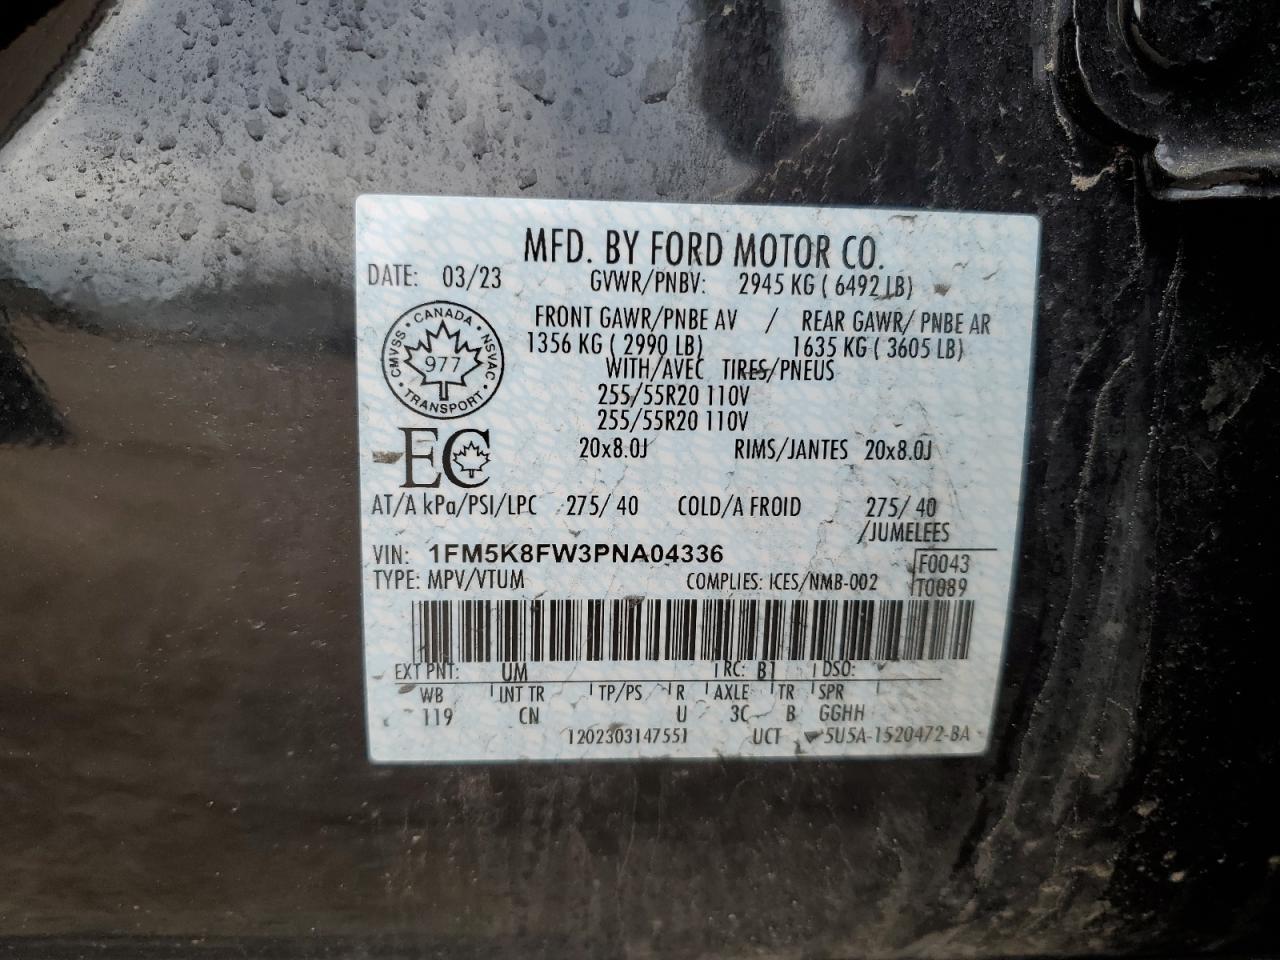 MFD. BY FORD MOTOR CO.
DATE: 03/23 GVWR/PNBV: 2945 KG ( 6492 LB)
CANADA
CMVSS NSVAC
977
TRANSPORT
FRONT GAWR/PNBE AV / REAR GAWR/ PNBE AR
1356 KG ( 2990 LB) 1635 KG ( 3605 LB)
WITH/AVEC TIRES/PNEUS
255/55R20 110V
255/55R20 110V
EC
20x8.0J RIMS/JANTES 20x8.0J
AT/A kPa/PSI/LPC 275/ 40 COLD/A FROID 275/ 40
/JUMELEES
VIN: 1FM5K8FW3PNA04336 F0043
TYPE: MPV/VTUM COMPLIES: ICES/NMB-002 T0089
EXT PNT: UM RC: B1 DSO:
WB INT TR TP/PS R AXLE TR SPR
119 CN U 3C B GGHH
1202303147551 UCT 5U5A-1520472-BA